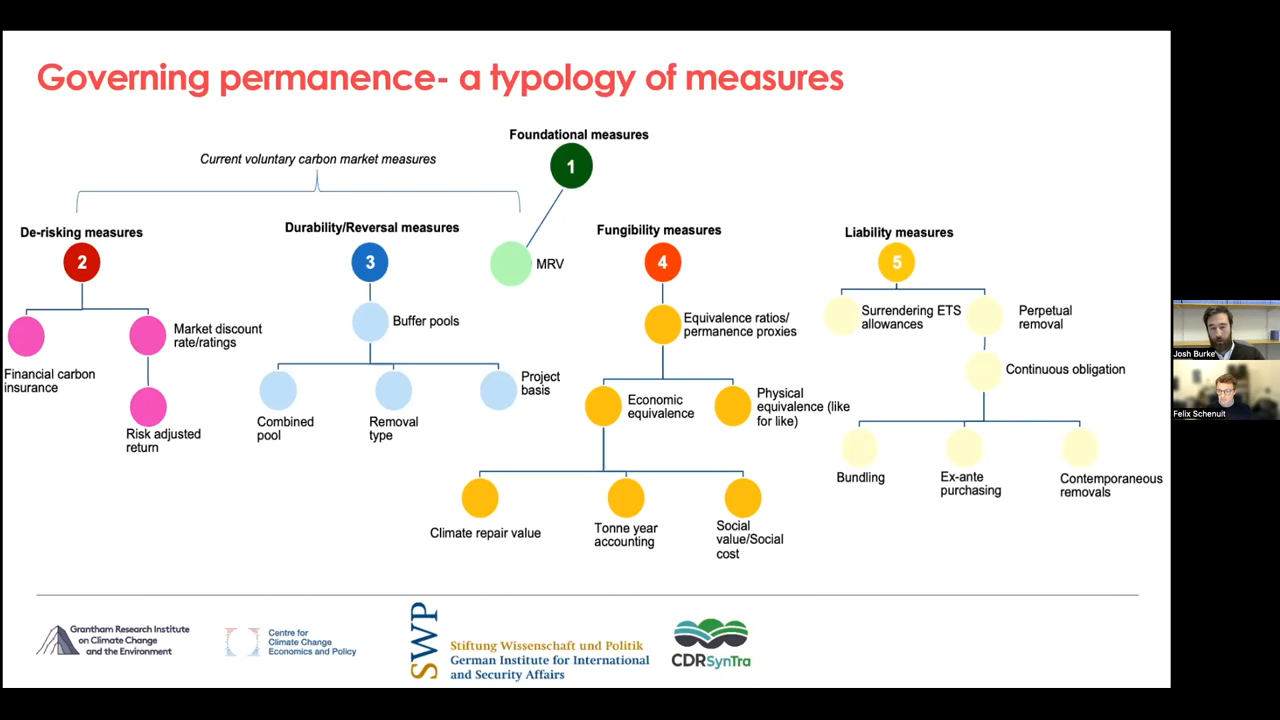 Governing permanence- a typology of measures
Foundational measures
1
Current voluntary carbon market measures
De-risking measures
2
Durability/Reversal measures
3
MRV
Fungibility measures
4
Liability measures
5
Financial carbon
insurance
Market discount
rate/ratings
Risk adjusted
return
Buffer pools
Combined
pool
Removal
type
Project
basis
Equivalence ratios/
permanence proxies
Economic
equivalence
Physical
equivalence (like
for like)
Climate repair value
Tonne year
accounting
Social
value/Social
cost
Surrendering ETS
allowances
Perpetual
removal
Continuous obligation
Bundling
Ex-ante
purchasing
Contemporaneous
removals
Josh Burke
Felix Schenuit
Grantham Research Institute
on Climate Change
and the Environment
Centre for
Climate Change
Economics and Policy
SWP
Stiftung Wissenschaft und Politik
German Institute for International
and Security Affairs
CDRSynTra